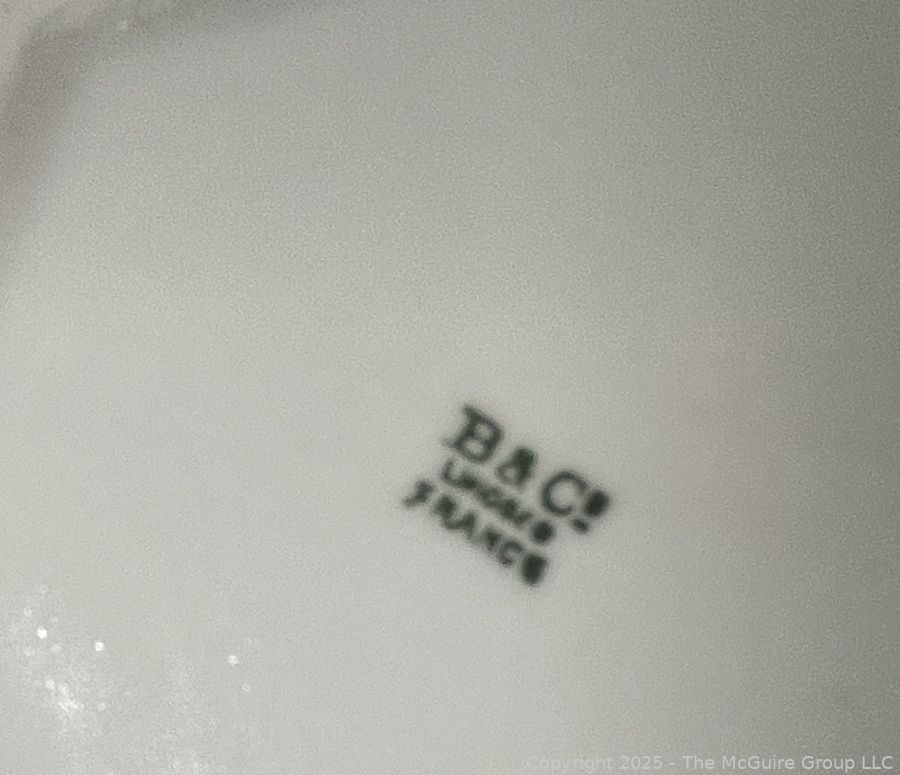 B & Co
LIMOGES
FRANCE
Copyright 2025 - The McGuire Group LLC